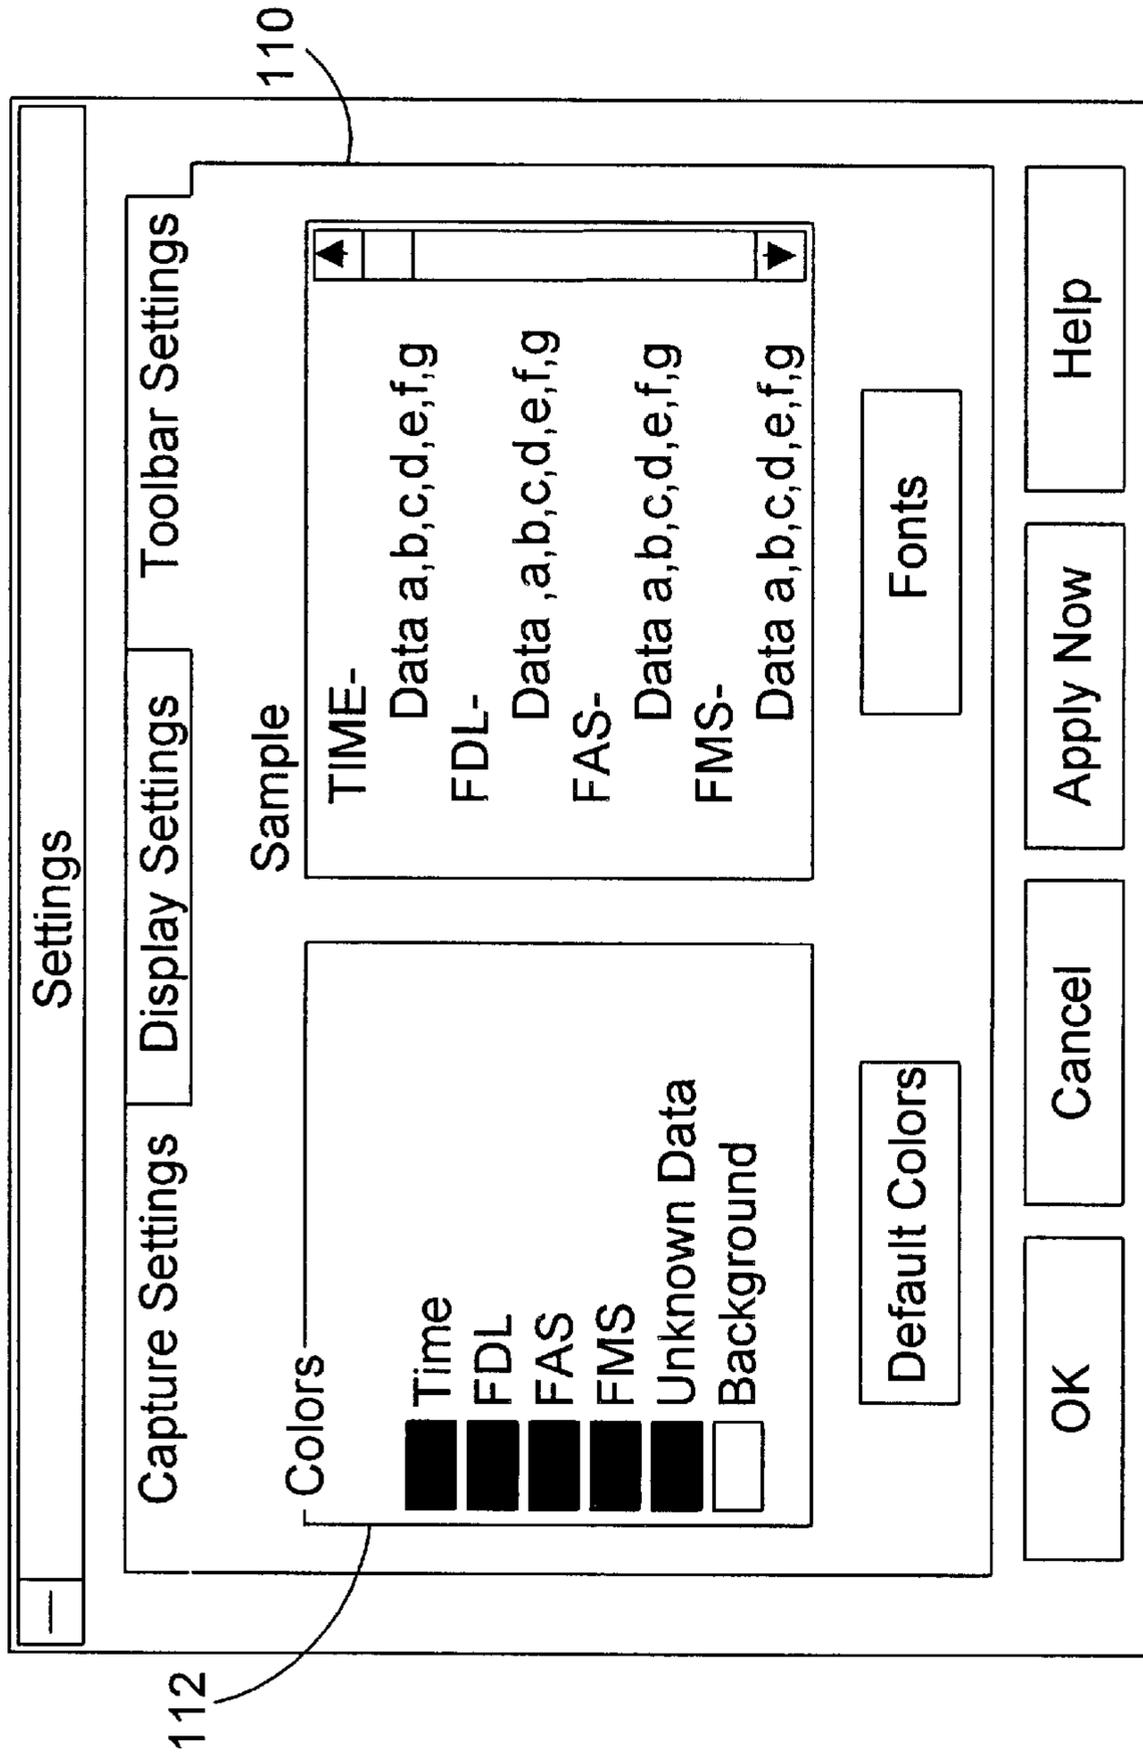 110
Settings
Capture Settings
Display Settings
Toolbar Settings
Colors
Time
FDL
FAS
FMS
Unknown Data
Background
Sample
TIME-
Data a,b,c,d,e,f,g
FDL-
Data ,a,b,c,d,e,f,g
FAS-
Data a,b,c,d,e,f,g
FMS-
Data a,b,c,d,e,f,g
Default Colors
Fonts
OK
Cancel
Apply Now
Help
112